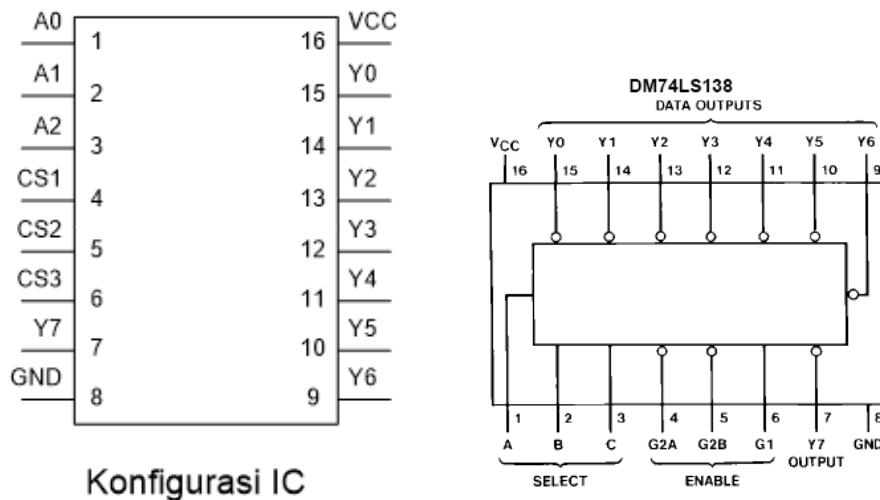 A0 1 16 VCC
A1 2 15 Y0
A2 3 14 Y1
CS1 4 13 Y2
CS2 5 12 Y3
CS3 6 11 Y4
Y7 7 10 Y5
GND 8 9 Y6
Konfigurasi IC
DM74LS138
DATA OUTPUTS
VCC Y0 Y1 Y2 Y3 Y4 Y5 Y6
16 15 14 13 12 11 10 9
1 2 3 4 5 6 7 8
A B C G2A G2B G1 Y7 GND
OUTPUT
SELECT ENABLE